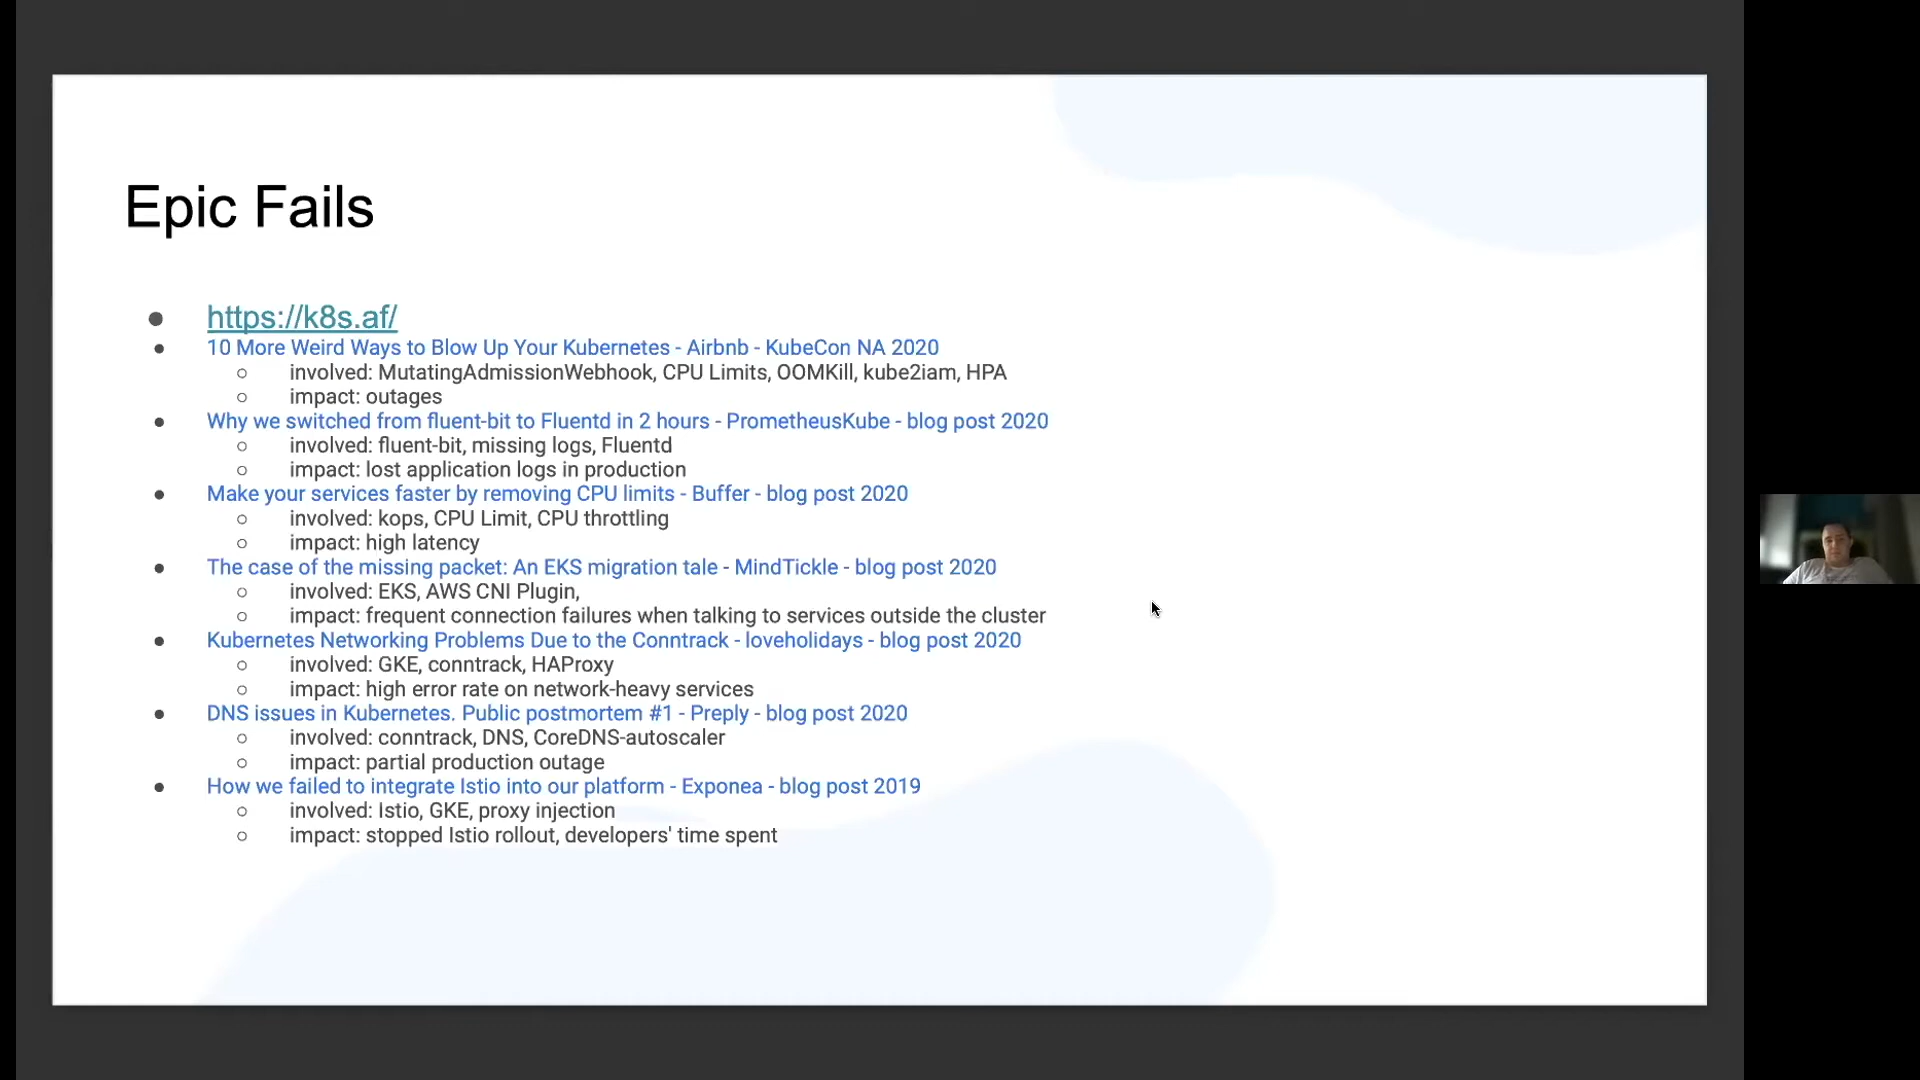 Epic Fails
https://k8s.af/
10 More Weird Ways to Blow Up Your Kubernetes - Airbnb - KubeCon NA 2020
involved: MutatingAdmissionWebhook, CPU Limits, OOMKill, kube2iam, HPA
impact: outages
Why we switched from fluent-bit to Fluentd in 2 hours - PrometheusKube - blog post 2020
involved: fluent-bit, missing logs, Fluentd
impact: lost application logs in production
Make your services faster by removing CPU limits - Buffer - blog post 2020
involved: kops, CPU Limit, CPU throttling
impact: high latency
The case of the missing packet: An EKS migration tale - MindTickle - blog post 2020
involved: EKS, AWS CNI Plugin,
impact: frequent connection failures when talking to services outside the cluster
Kubernetes Networking Problems Due to the Conntrack - loveholidays - blog post 2020
involved: GKE, conntrack, HAProxy
impact: high error rate on network-heavy services
DNS issues in Kubernetes. Public postmortem #1 - Preply - blog post 2020
involved: conntrack, DNS, CoreDNS-autoscaler
impact: partial production outage
How we failed to integrate Istio into our platform - Exponea - blog post 2019
involved: Istio, GKE, proxy injection
impact: stopped Istio rollout, developers' time spent